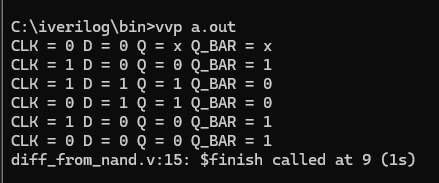 C:\iverilog\bin>vvp a.out
CLK = 0 D = 0 Q = x Q_BAR = x
CLK = 1 D = 0 Q = 0 Q_BAR = 1
CLK = 1 D = 1 Q = 1 Q_BAR = 0
CLK = 0 D = 1 Q = 1 Q_BAR = 0
CLK = 1 D = 0 Q = 0 Q_BAR = 1
CLK = 0 D = 0 Q = 0 Q_BAR = 1
diff_from_nand.v:15: $finish called at 9 (1s)